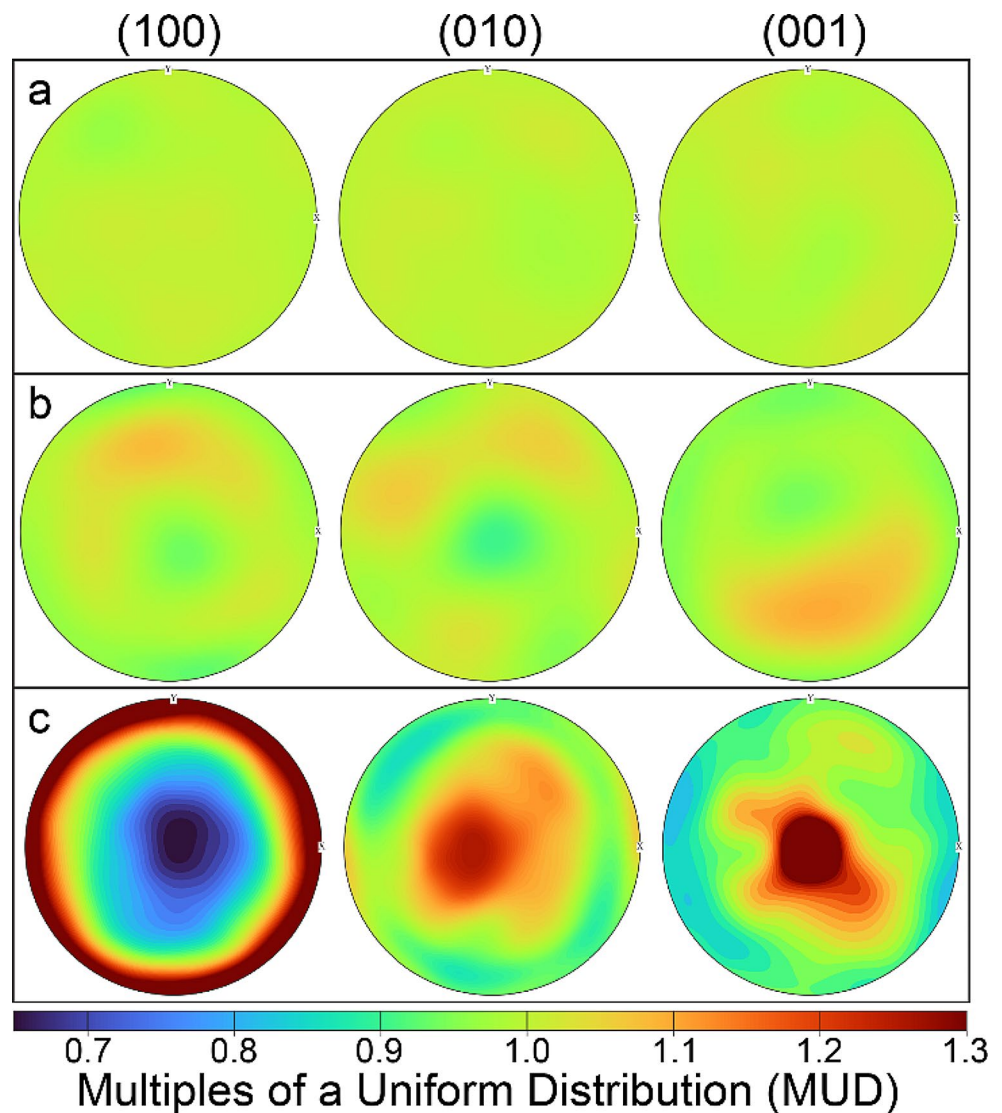 (100) (010) (001)
a
Y Y Y
X X X
b
Y Y Y
X X X
c
Y Y Y
X X X
0.7 0.8 0.9 1.0 1.1 1.2 1.3
Multiples of a Uniform Distribution (MUD)